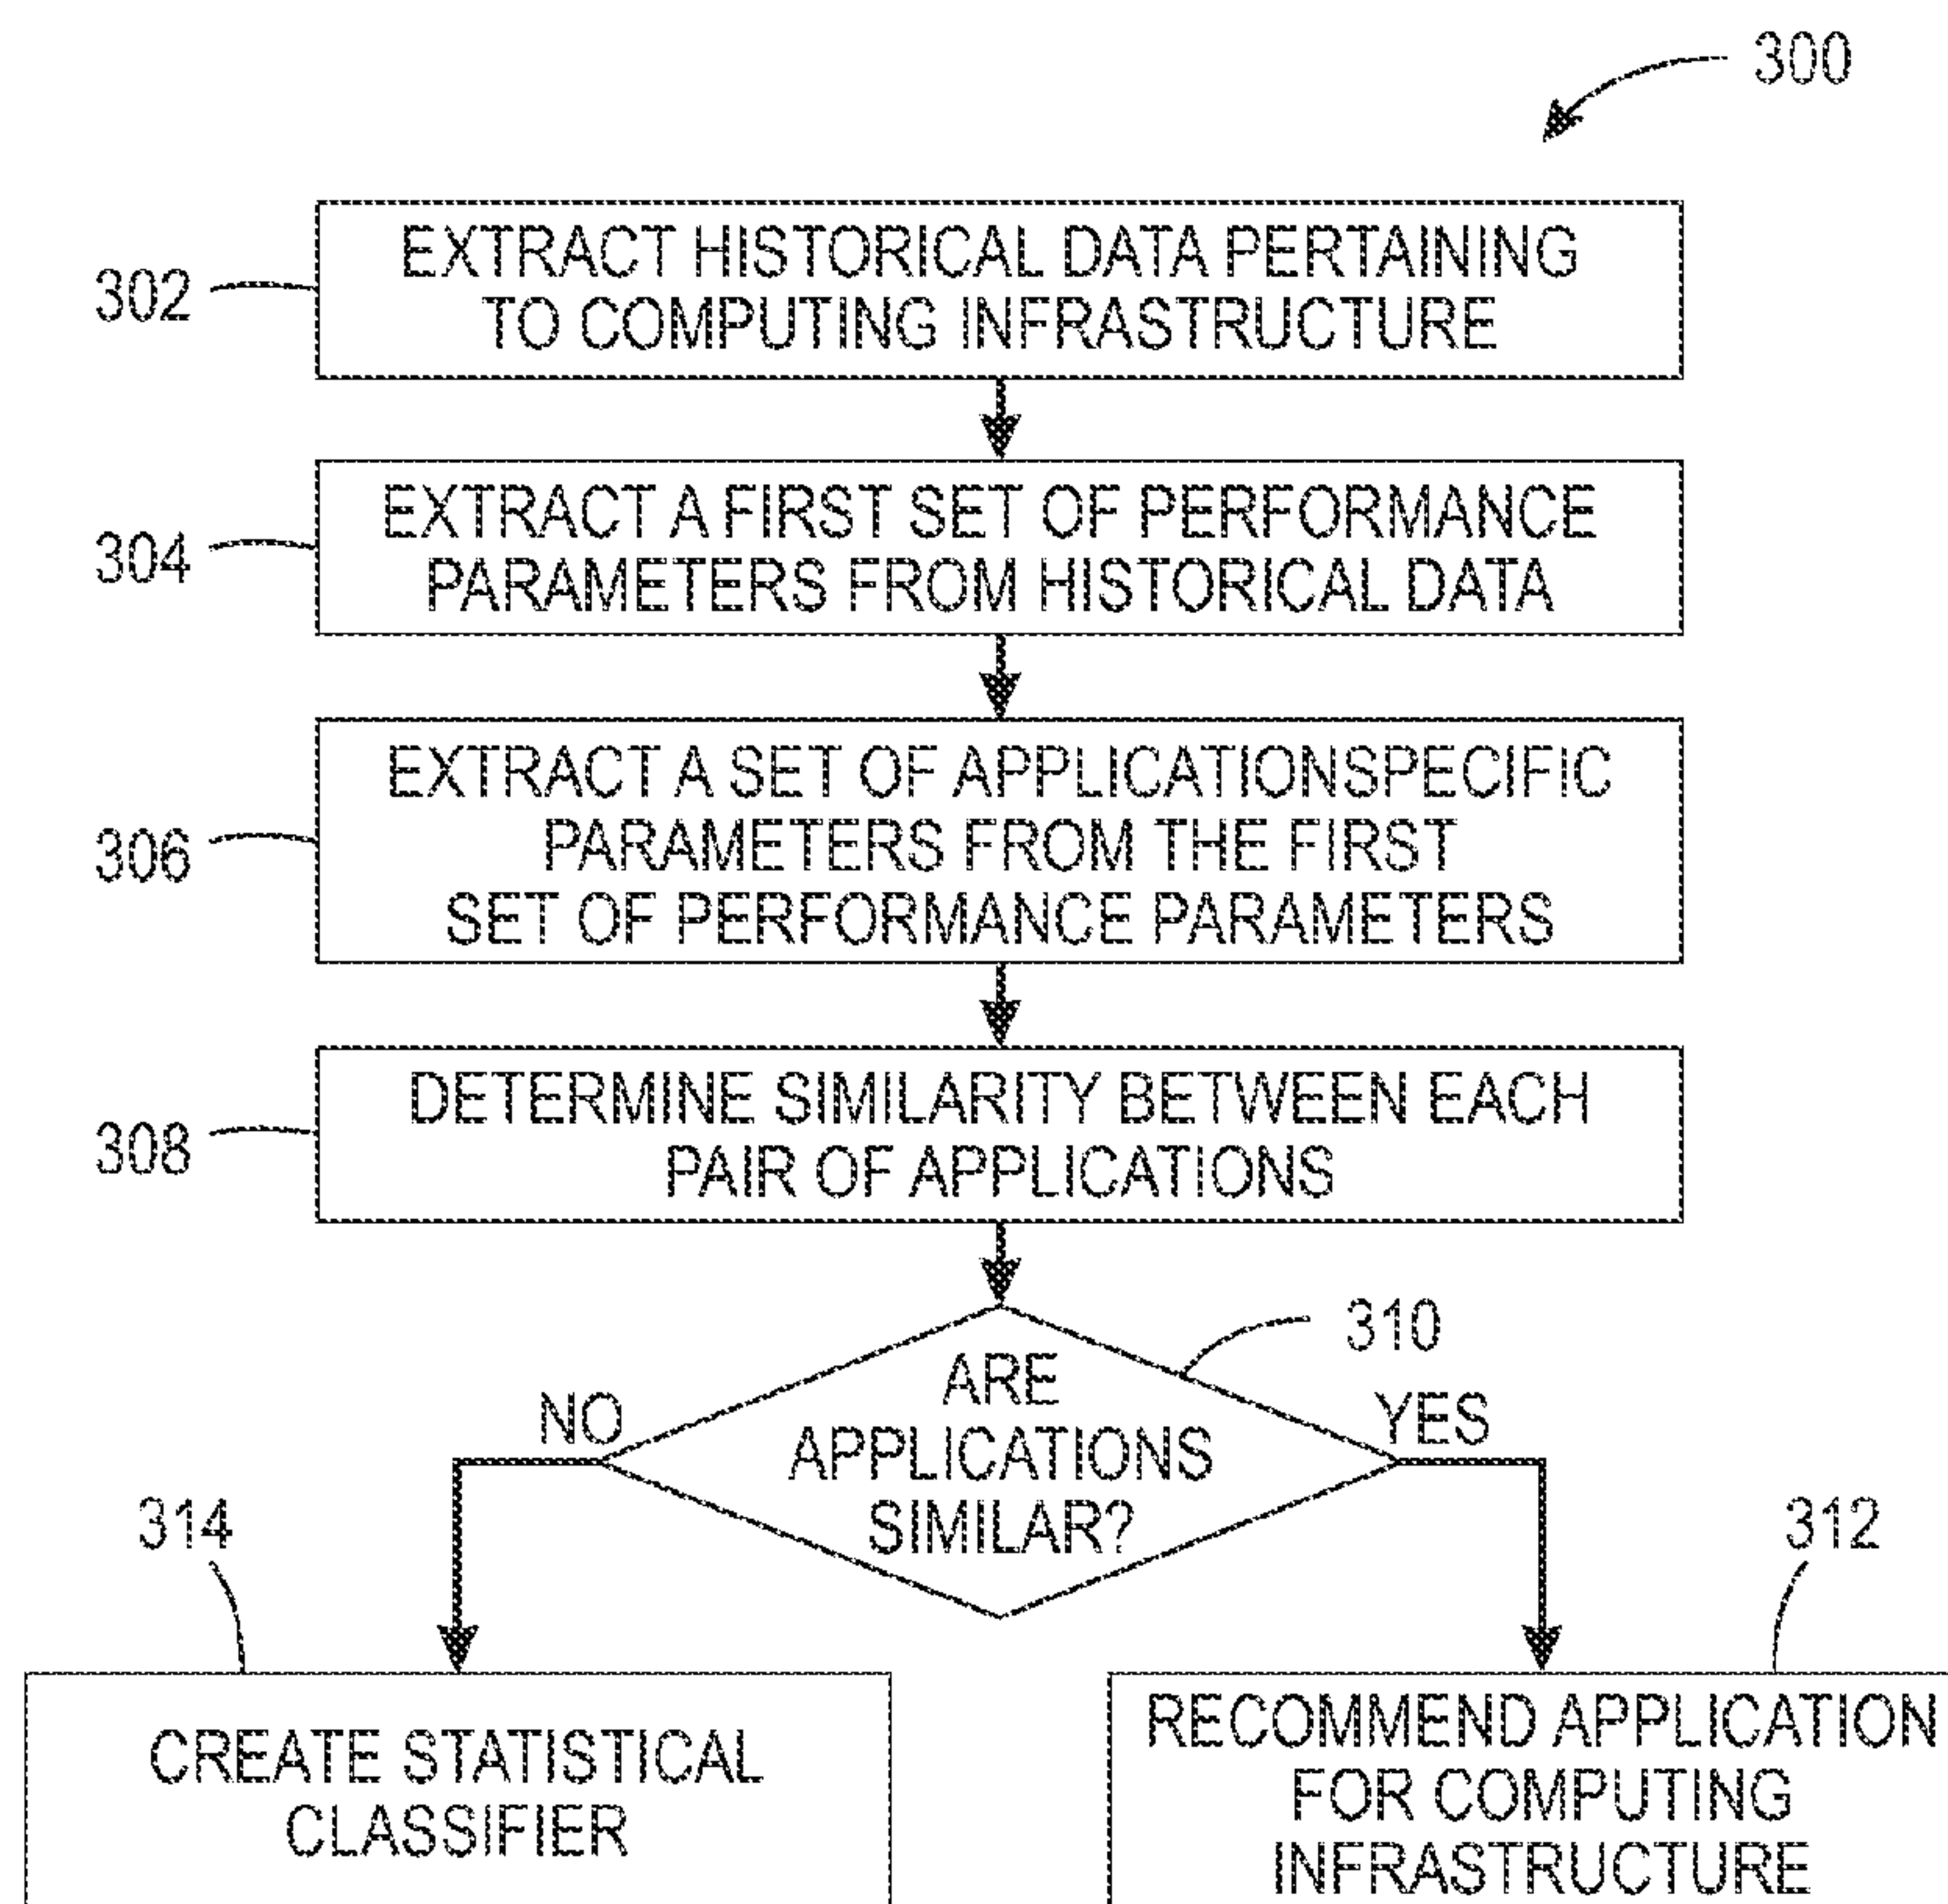 300
302
EXTRACT HISTORICAL DATA PERTAINING
TO COMPUTING INFRASTRUCTURE
304
EXTRACT A FIRST SET OF PERFORMANCE
PARAMETERS FROM HISTORICAL DATA
306
EXTRACT A SET OF APPLICATIONSPECIFIC
PARAMETERS FROM THE FIRST
SET OF PERFORMANCE PARAMETERS
308
DETERMINE SIMILARITY BETWEEN EACH
PAIR OF APPLICATIONS
310
ARE
APPLICATIONS
SIMILAR?
NO
YES
314
312
CREATE STATISTICAL
CLASSIFIER
RECOMMEND APPLICATION
FOR COMPUTING
INFRASTRUCTURE